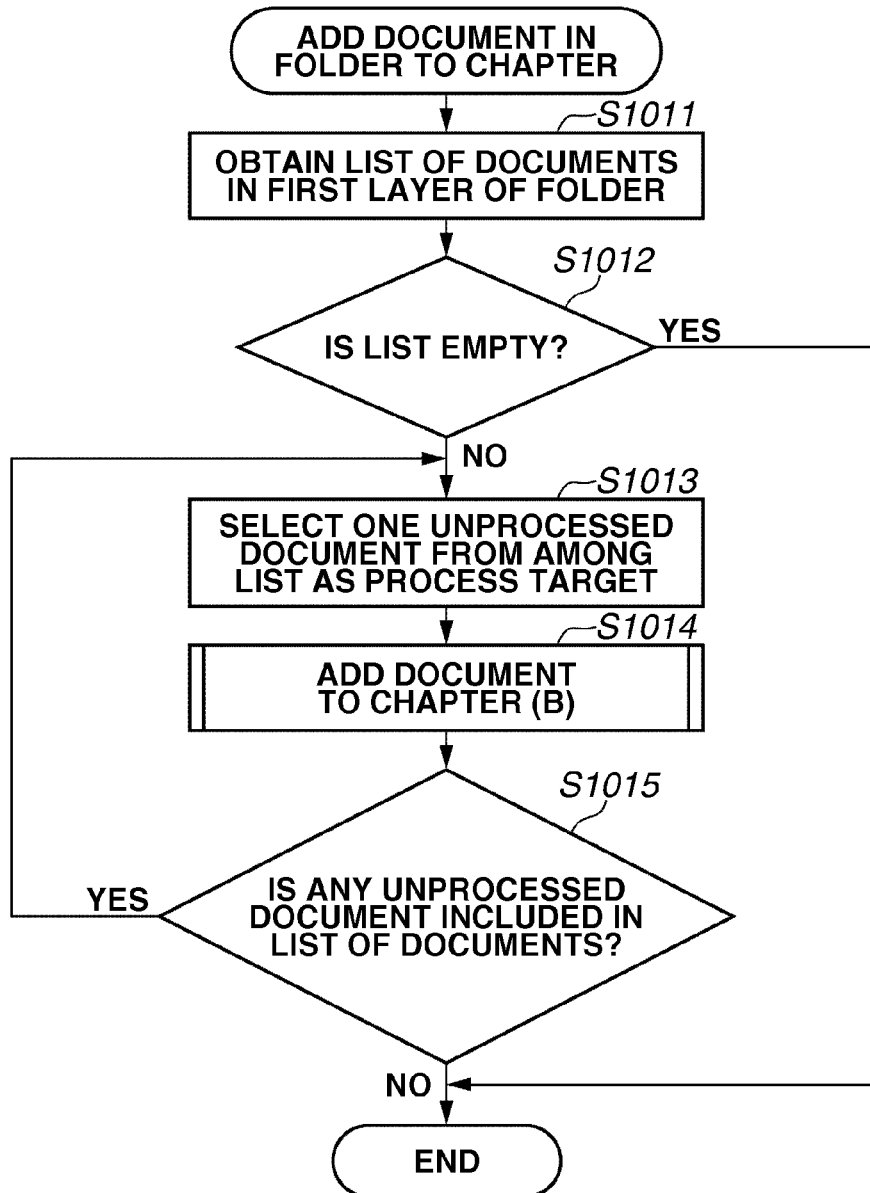 ADD DOCUMENT IN
FOLDER TO CHAPTER
S1011
OBTAIN LIST OF DOCUMENTS
IN FIRST LAYER OF FOLDER
S1012
IS LIST EMPTY?
YES
NO
S1013
SELECT ONE UNPROCESSED
DOCUMENT FROM AMONG
LIST AS PROCESS TARGET
S1014
ADD DOCUMENT
TO CHAPTER (B)
S1015
YES
IS ANY UNPROCESSED
DOCUMENT INCLUDED IN
LIST OF DOCUMENTS?
NO
END